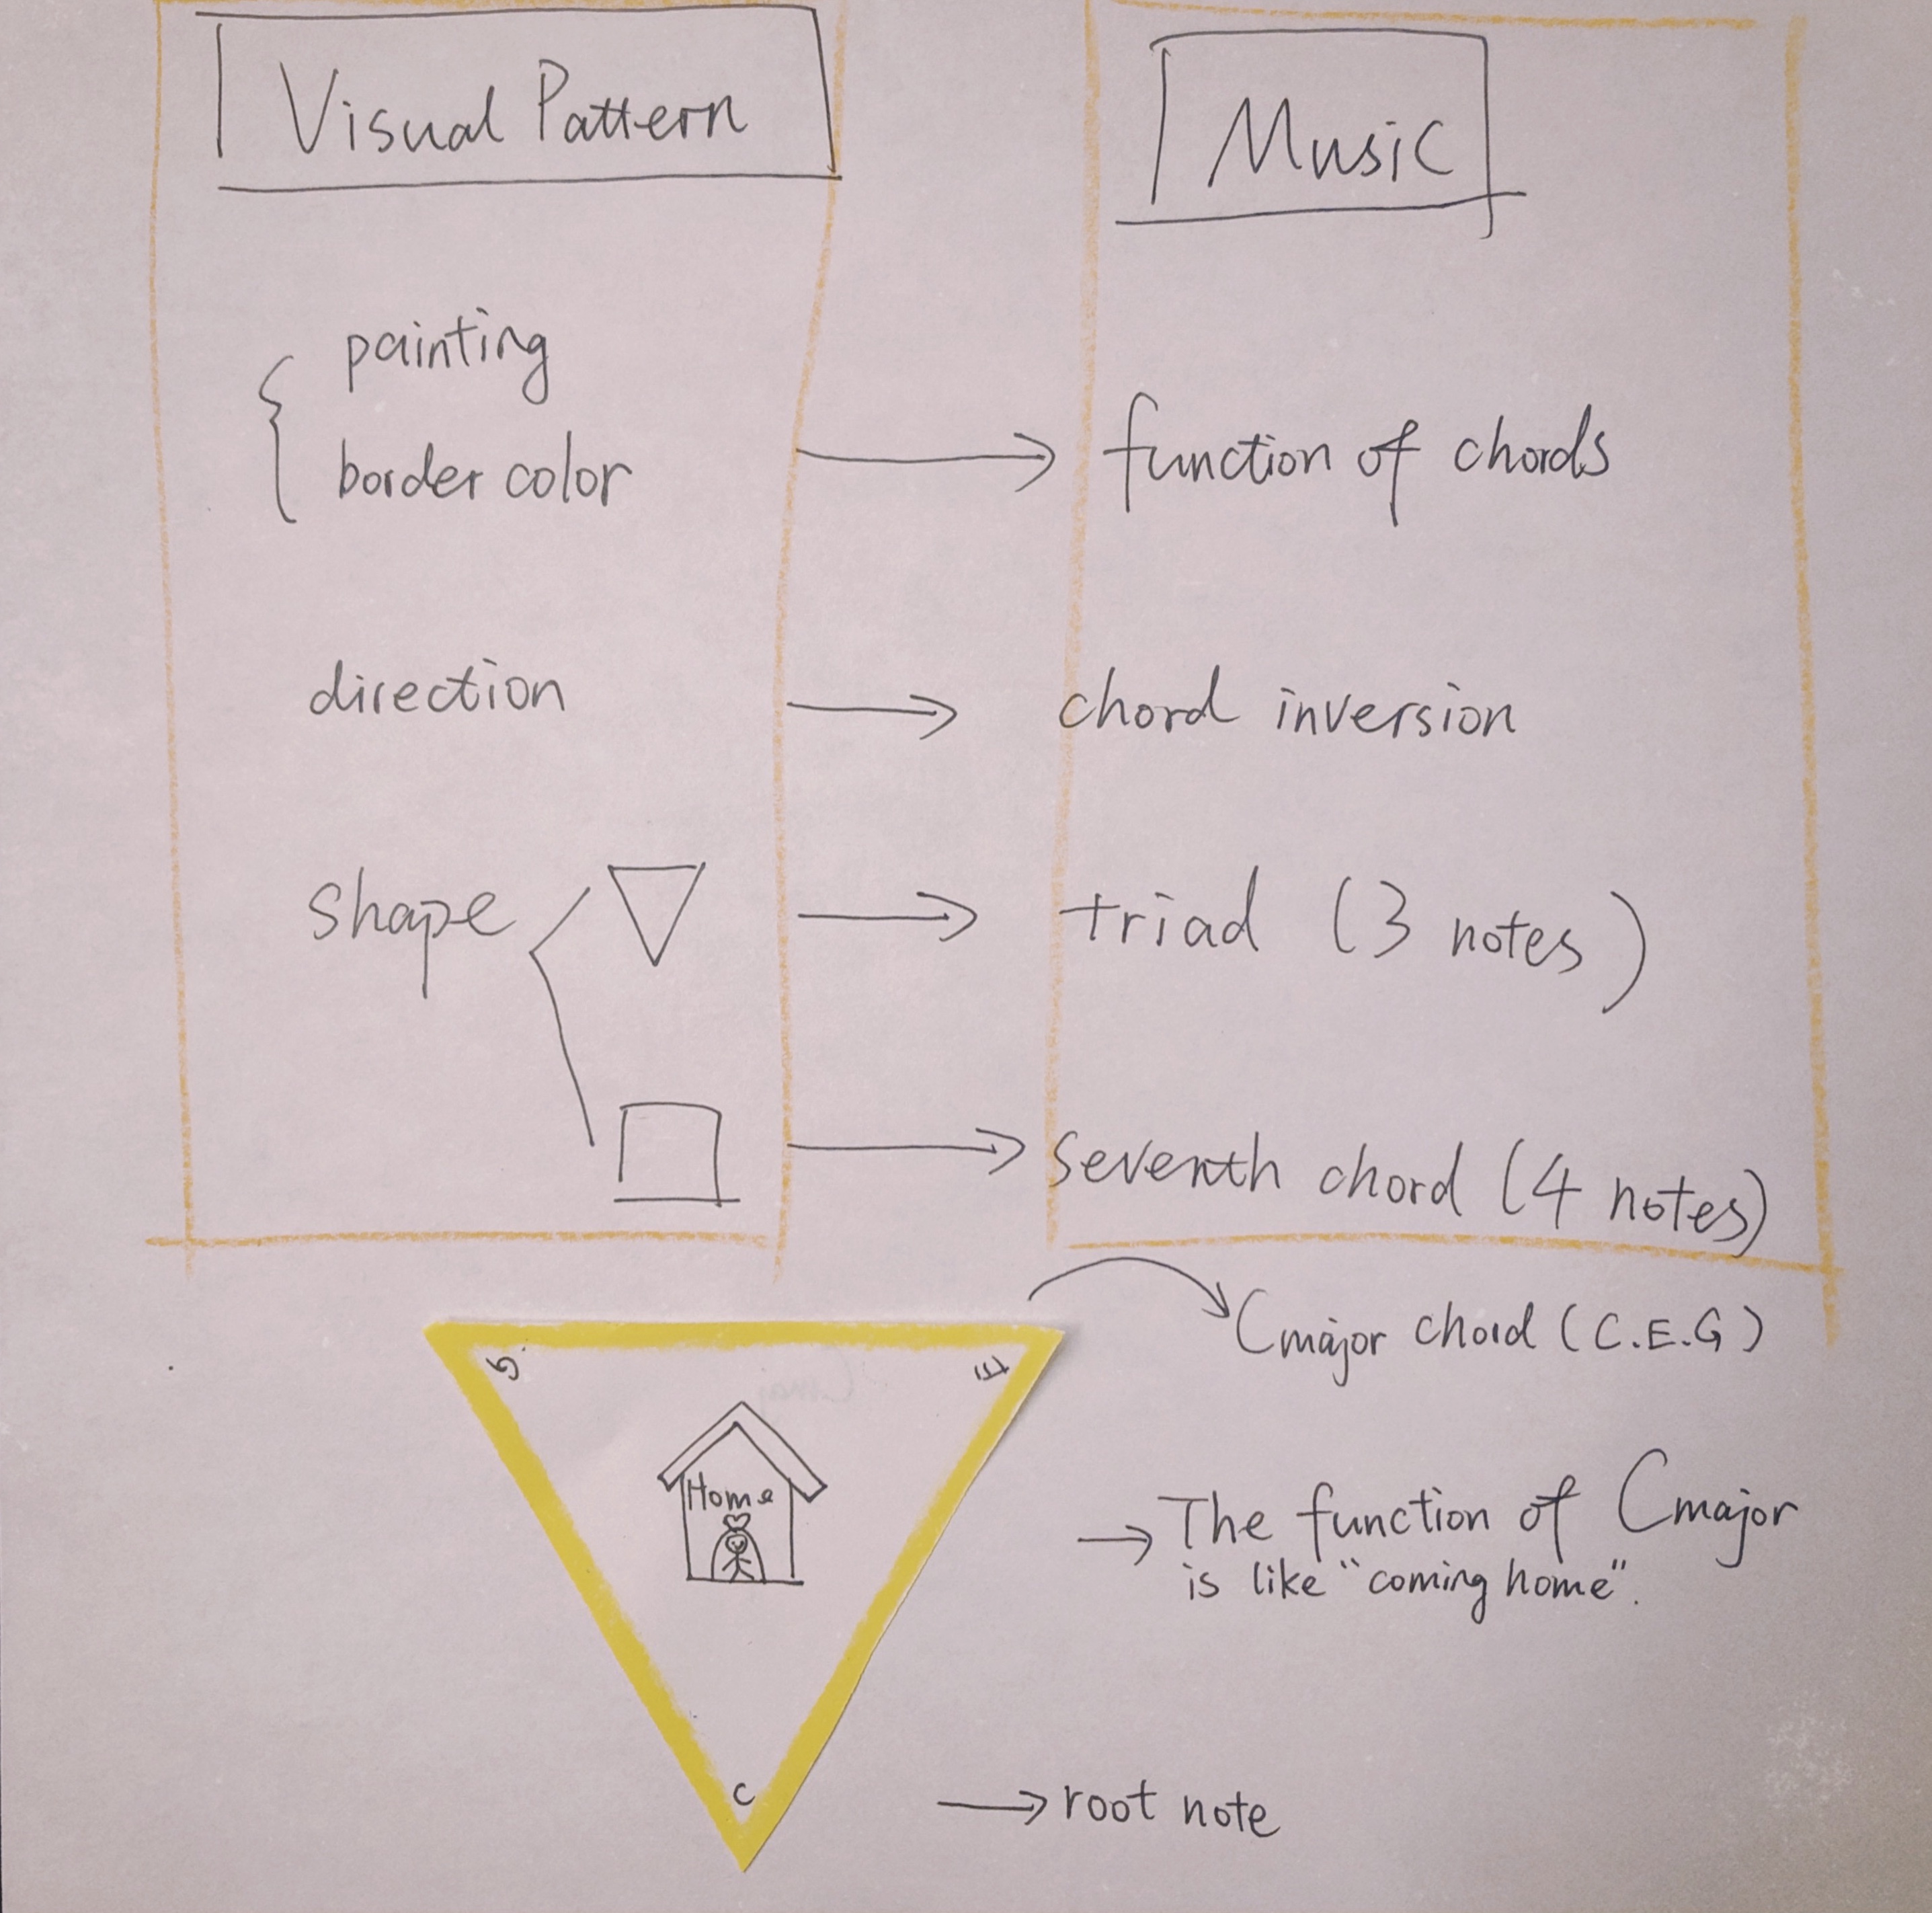 Visual Pattern
Music
painting
border color
function of chords
direction
chord inversion
shape
triad (3 notes)
seventh chord (4 notes)
Cmajor chord (C.E.G)
G
E
Home
The function of Cmajor
is like "coming home".
C
root note